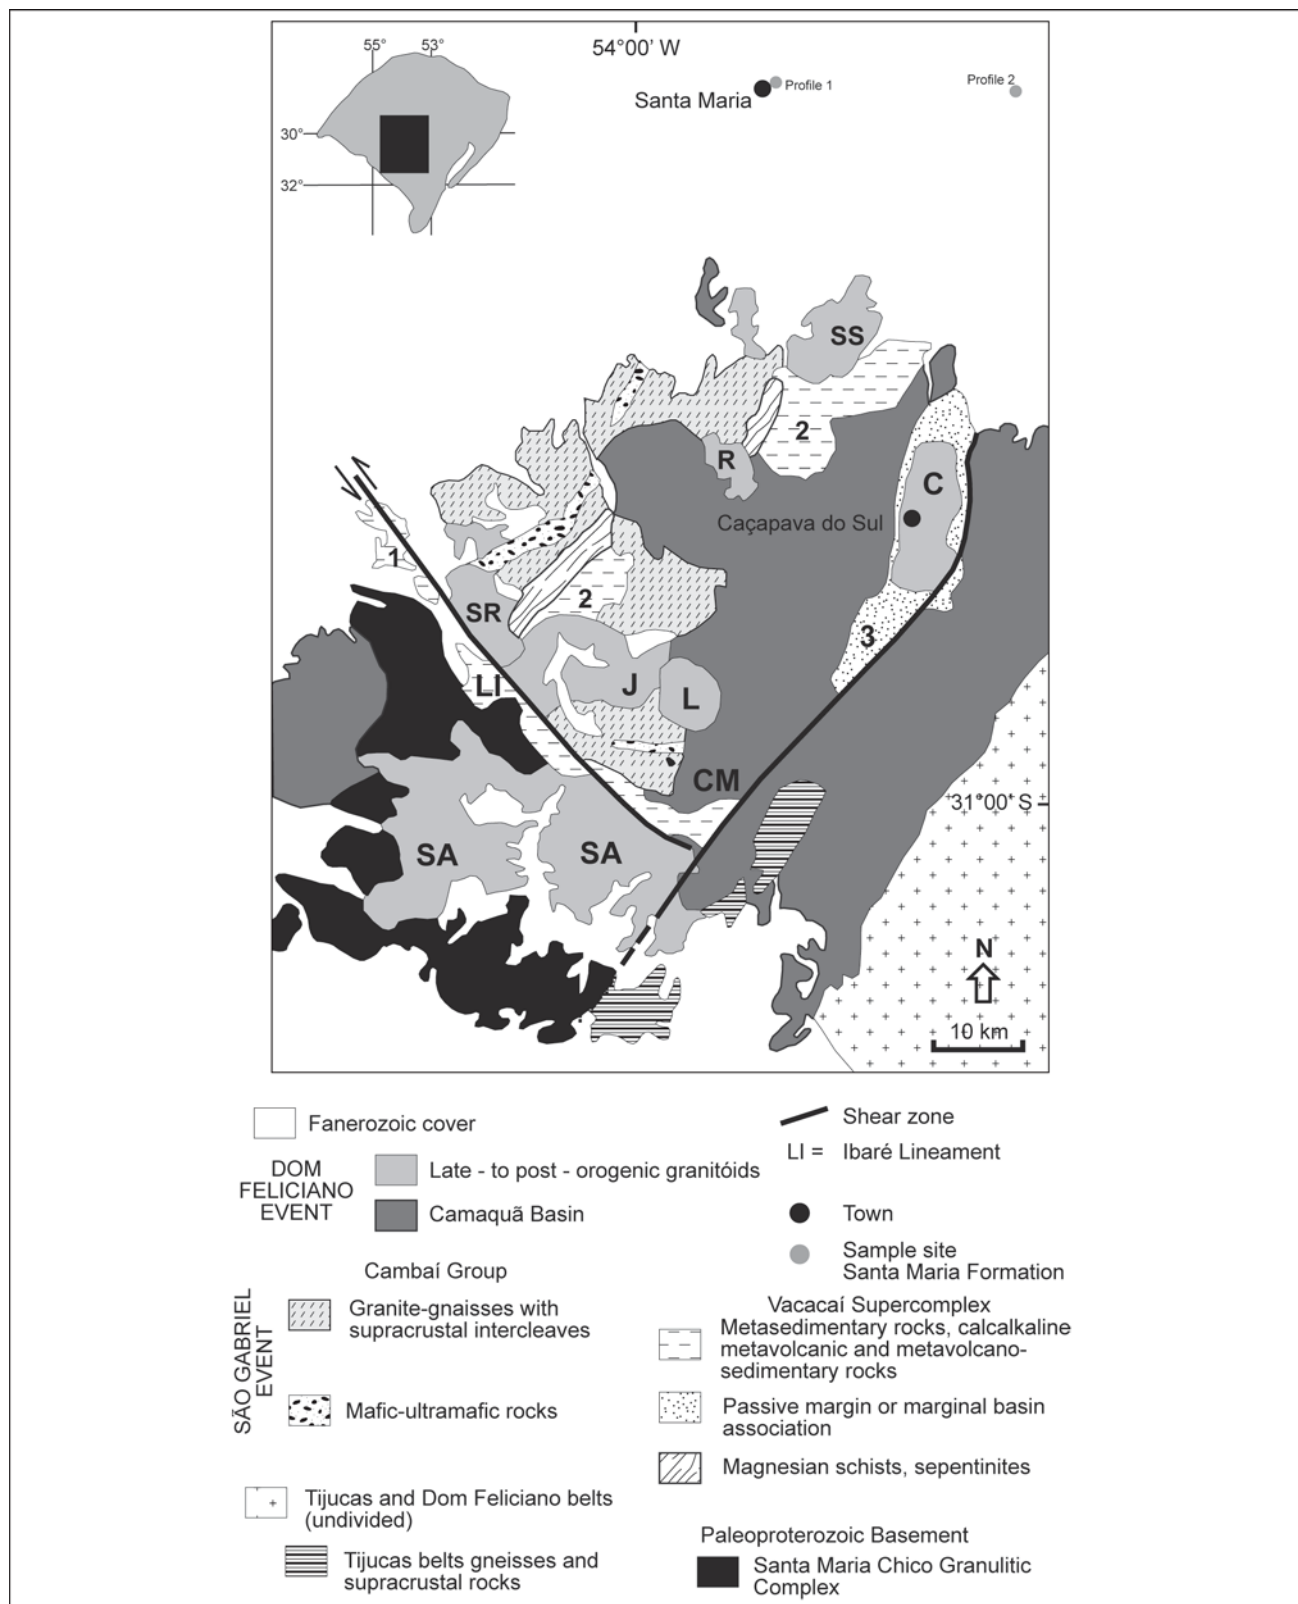 55° 53°
54°00' W
Profile 1
Profile 2
Santa Maria
30°
32°
SS
2
R
C
Caçapava do Sul
1
2
SR
3
LI
J
L
CM
31°00' S
SA
SA
N
10 km
Fanerozoic cover
DOM
FELICIANO
EVENT
Late - to post - orogenic granitóids
Camaquã Basin
Shear zone
LI = Ibaré Lineament
Town
Sample site
Santa Maria Formation
SÃO GABRIEL
EVENT
Cambaí Group
Granite-gnaisses with
supracrustal intercleaves
Mafic-ultramafic rocks
Vacacaí Supercomplex
Metasedimentary rocks, calcalkaline
metavolcanic and metavolcano-
sedimentary rocks
Passive margin or marginal basin
association
Magnesian schists, sepentinites
Tijucas and Dom Feliciano belts
(undivided)
Tijucas belts gneisses and
supracrustal rocks
Paleoproterozoic Basement
Santa Maria Chico Granulitic
Complex